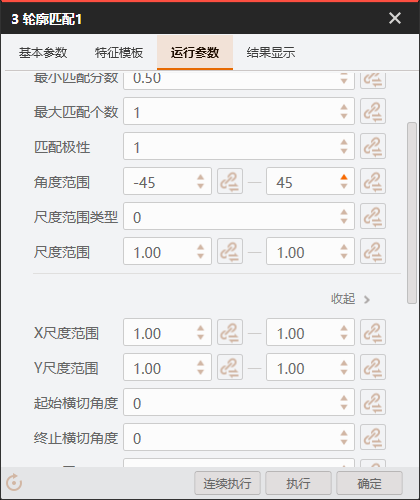 3 轮廓匹配1
基本参数 特征模板 运行参数 结果显示
最小匹配分数 0.50
最大匹配个数 1
匹配极性 1
角度范围 -45 — 45
尺度范围类型 0
尺度范围 1.00 — 1.00
收起
X尺度范围 1.00 — 1.00
Y尺度范围 1.00 — 1.00
起始横切角度 0
终止横切角度 0
连续执行 执行 确定